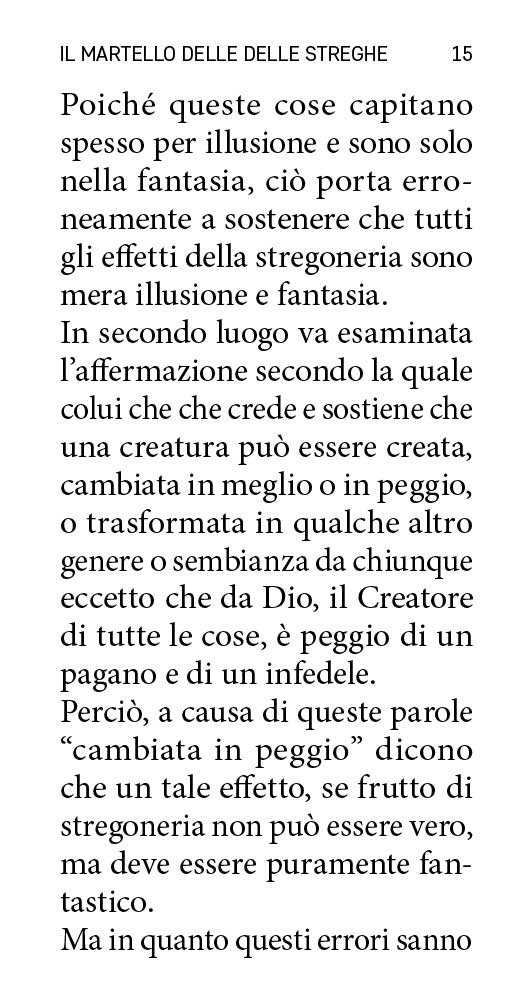 IL MARTELLO DELLE DELLE STREGHE 15
Poiché queste cose capitano
spesso per illusione e sono solo
nella fantasia, ciò porta erro-
neamente a sostenere che tutti
gli effetti della stregoneria sono
mera illusione e fantasia.
In secondo luogo va esaminata
l’affermazione secondo la quale
colui che che crede e sostiene che
una creatura può essere creata,
cambiata in meglio o in peggio,
o trasformata in qualche altro
genere o sembianza da chiunque
eccetto che da Dio, il Creatore
di tutte le cose, è peggio di un
pagano e di un infedele.
Perciò, a causa di queste parole
“cambiata in peggio” dicono
che un tale effetto, se frutto di
stregoneria non può essere vero,
ma deve essere puramente fan-
tastico.
Ma in quanto questi errori sanno